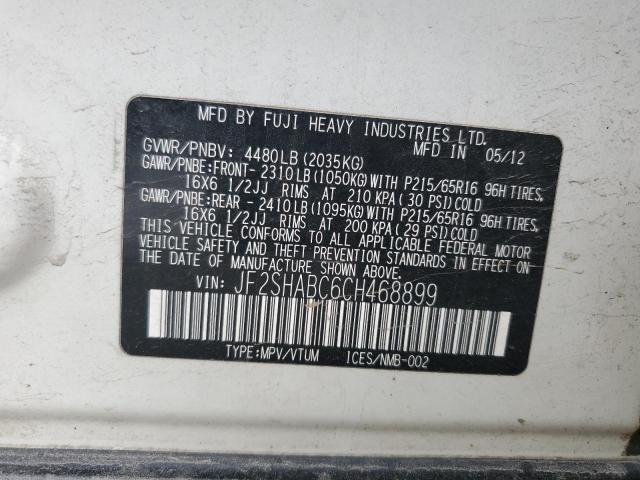 MFD BY FUJI HEAVY INDUSTRIES LTD.
MFD IN 05/12
GVWR/PNBV: 4480LB (2035KG)
GAWR/PNBE: FRONT- 2310LB (1050KG) WITH P215/65R16 96H TIRES,
16X6 1/2JJ RIMS AT 210 KPA (30 PSI) COLD
GAWR/PNBE: REAR - 2410LB (1095KG) WITH P215/65R16 96H TIRES,
16X6 1/2JJ RIMS AT 200 KPA (29 PSI) COLD
THIS VEHICLE CONFORMS TO ALL APPLICABLE FEDERAL MOTOR
VEHICLE SAFETY AND THEFT PREVENTION STANDARDS IN EFFECT ON
THE DATE OF MANUFACTURE SHOWN ABOVE.
VIN: JF2SHABC6CH468899
TYPE:MPV/VTUM ICES/NMB-002